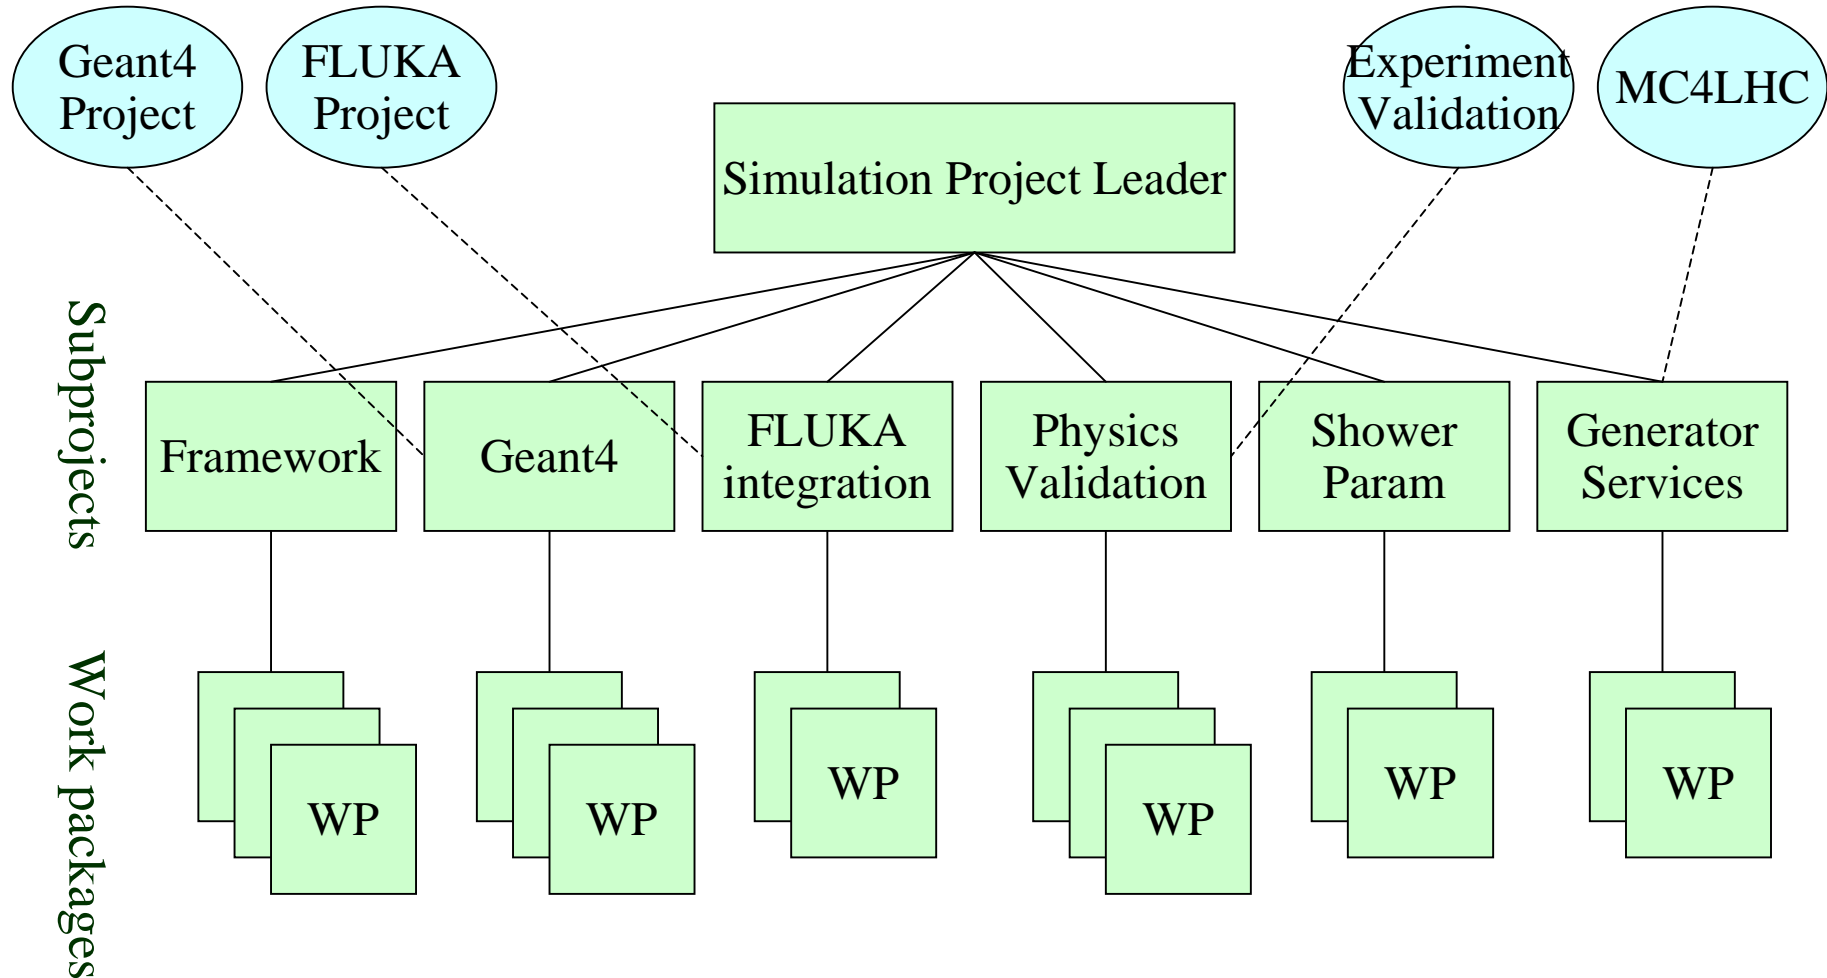 Geant4
Project
FLUKA
Project
Experiment
Validation
MC4LHC
Simulation Project Leader
Subprojects
Framework
Geant4
FLUKA
integration
Physics
Validation
Shower
Param
Generator
Services
Work packages
WP
WP
WP
WP
WP
WP